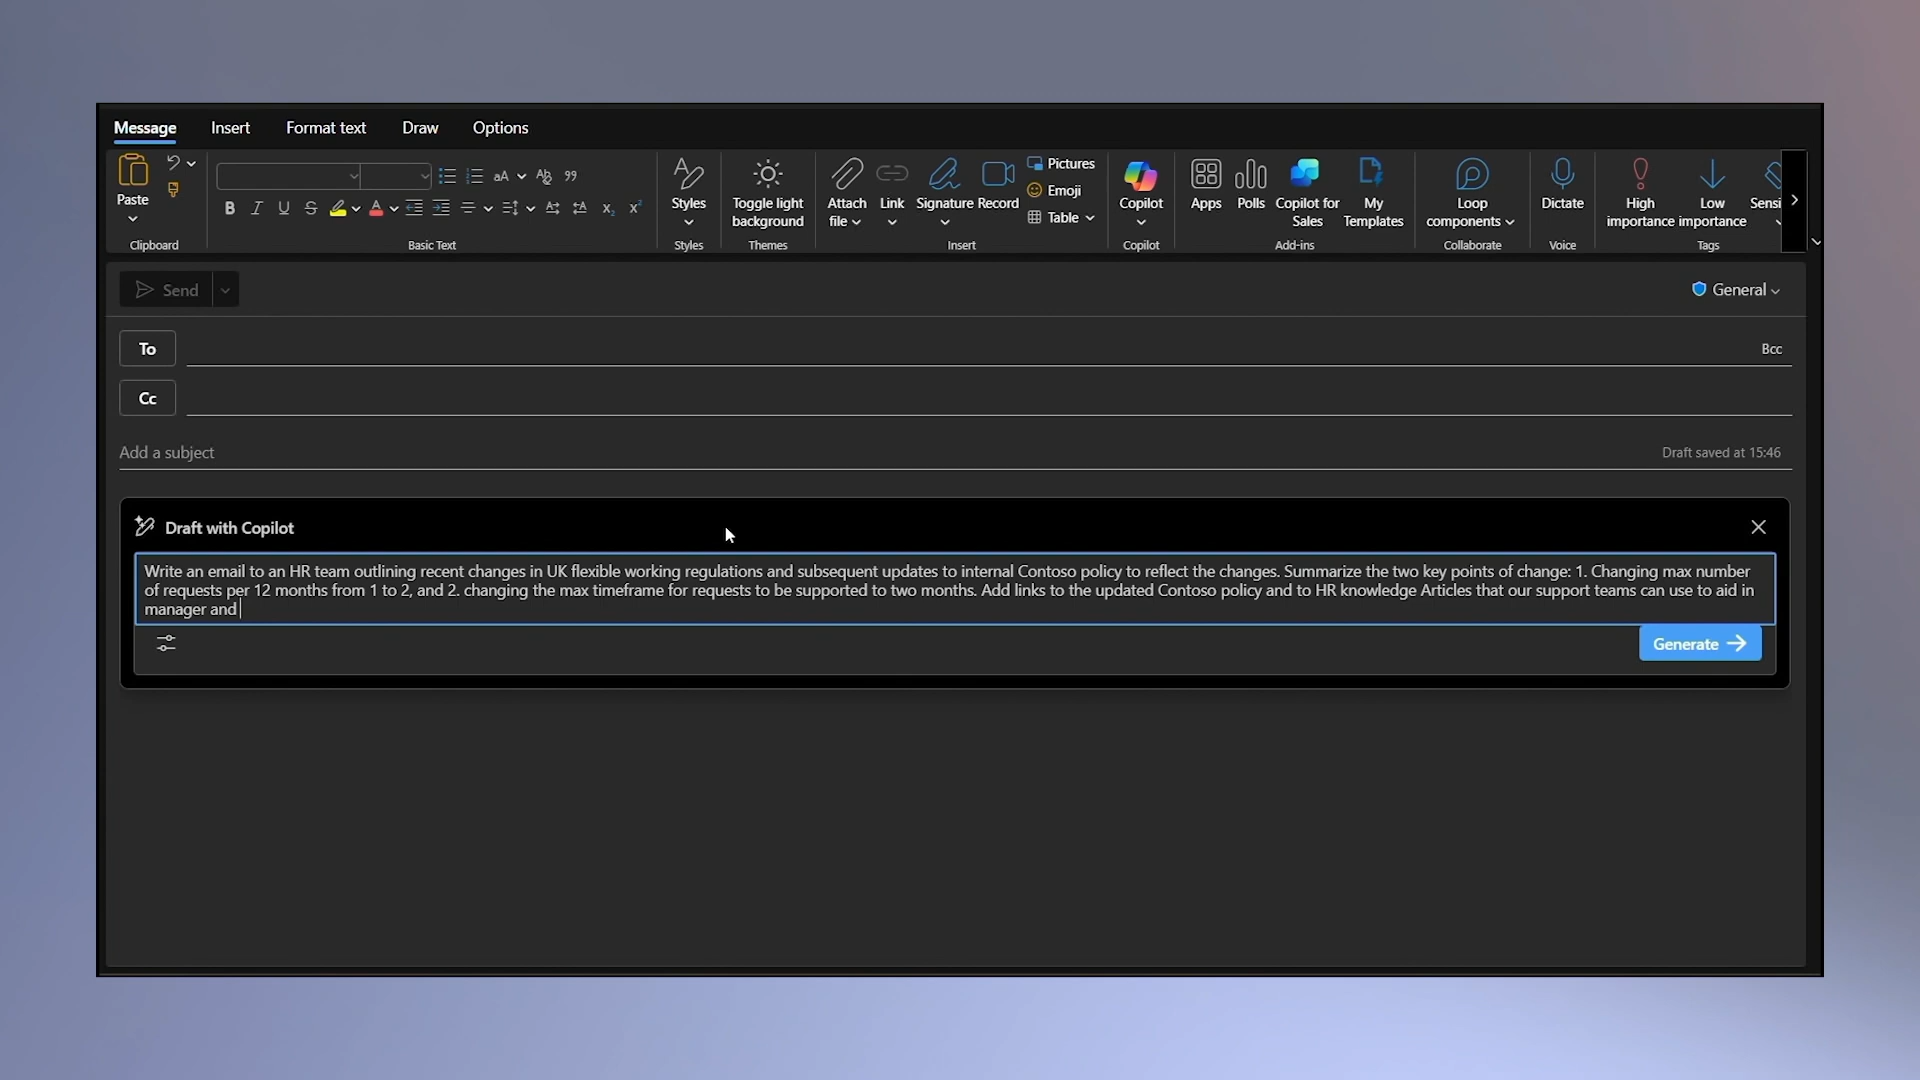 Message Insert Format text Draw Options
Paste
Clipboard
Basic Text
Styles
Styles
Toggle light
background
Themes
Attach
file
Link
Signature
Record
Pictures
Emoji
Table
Insert
Copilot
Copilot
Apps
Polls
Copilot for
Sales
My
Templates
Add-ins
Loop
components
Collaborate
Dictate
Voice
High
importance
Low
importance
Sensi
Tags
Send
General
To
Bcc
Cc
Add a subject
Draft saved at 15:46
Draft with Copilot
Write an email to an HR team outlining recent changes in UK flexible working regulations and subsequent updates to internal Contoso policy to reflect the changes. Summarize the two key points of change: 1. Changing max number
of requests per 12 months from 1 to 2, and 2. changing the max timeframe for requests to be supported to two months. Add links to the updated Contoso policy and to HR knowledge Articles that our support teams can use to aid in
manager and
Generate